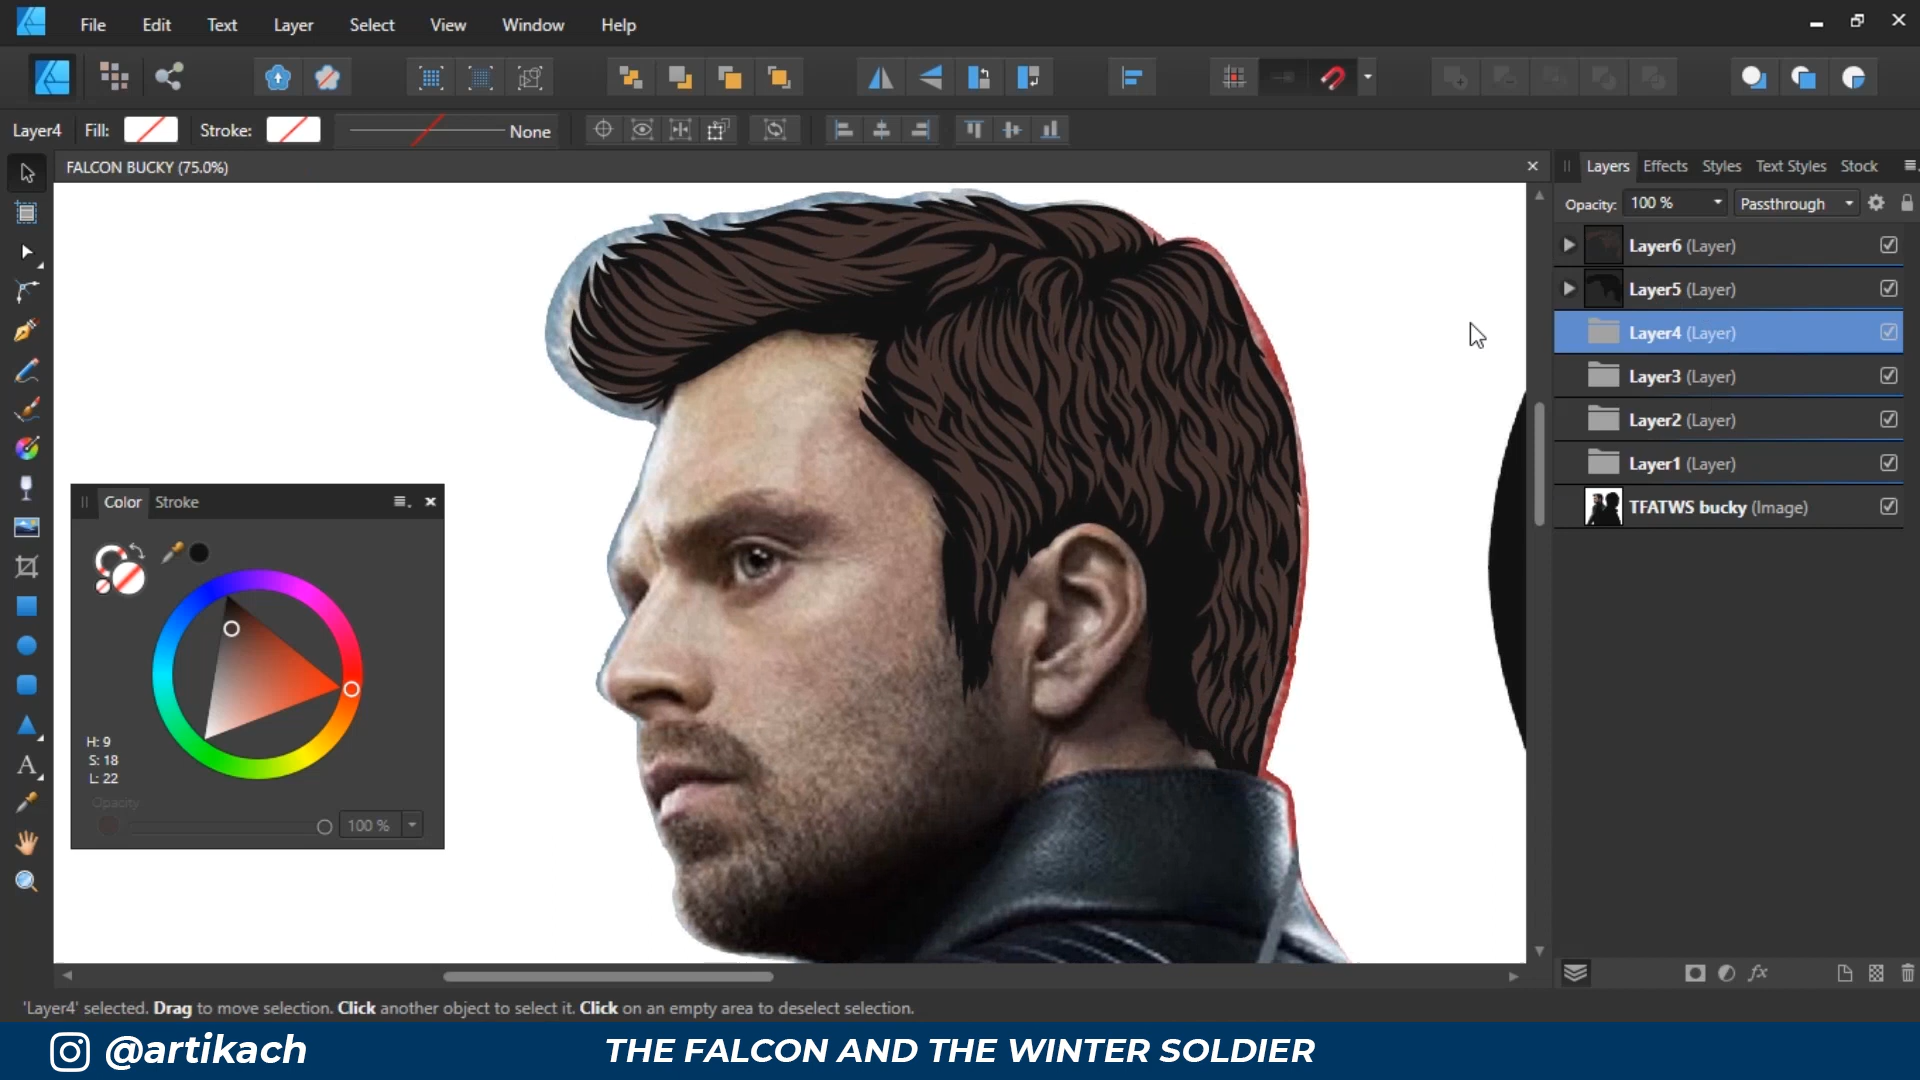 File Edit Text Layer Select View Window Help
Layer4 Fill: Stroke: None
FALCON BUCKY (75.0%)
Layers Effects Styles Text Styles Stock
Opacity: 100 % Passthrough
Layer6 (Layer)
Layer5 (Layer)
Layer4 (Layer)
Layer3 (Layer)
Layer2 (Layer)
Layer1 (Layer)
TFATWS bucky (Image)
Color Stroke
H: 9
S: 18
L: 22
Opacity
100 %
'Layer4' selected. Drag to move selection. Click another object to select it. Click on an empty area to deselect selection.
@artikach
THE FALCON AND THE WINTER SOLDIER